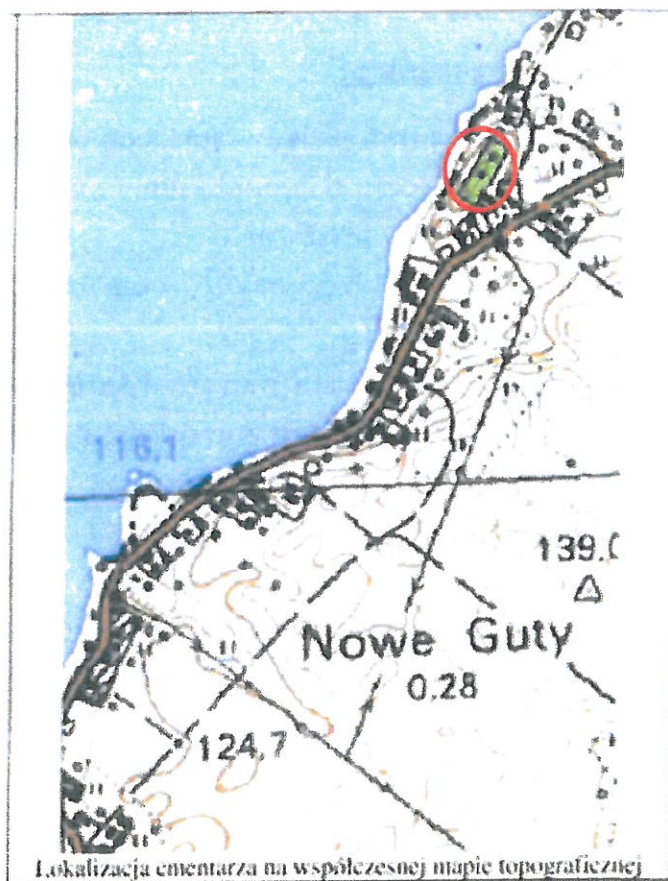 116,1
139,0
Nowe Guty
0,28
124,7
Lokalizacja cmentarza na współczesnej mapie topograficznej